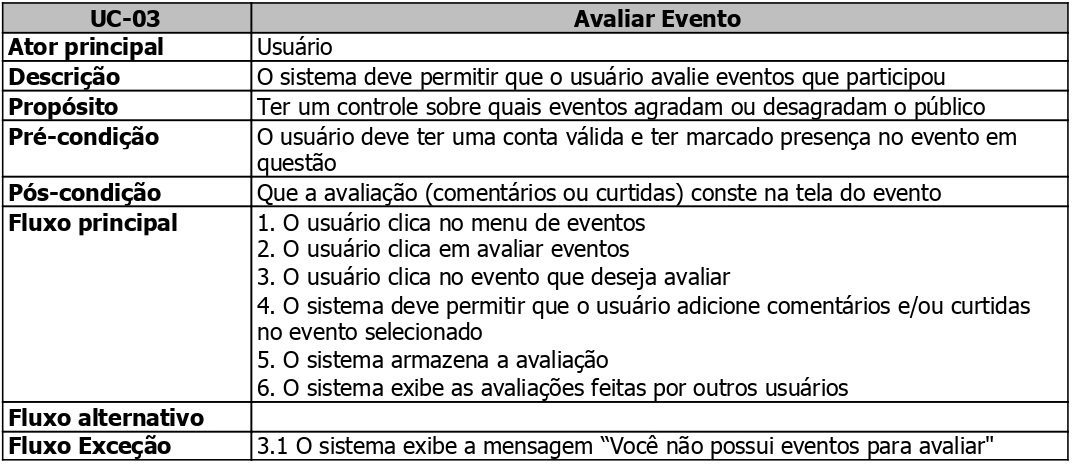 UC-03 Avaliar Evento
Ator principal Usuário
Descrição O sistema deve permitir que o usuário avalie eventos que participou
Propósito Ter um controle sobre quais eventos agradam ou desagradam o público
Pré-condição O usuário deve ter uma conta válida e ter marcado presença no evento em
questão
Pós-condição Que a avaliação (comentários ou curtidas) conste na tela do evento
Fluxo principal 1. O usuário clica no menu de eventos
2. O usuário clica em avaliar eventos
3. O usuário clica no evento que deseja avaliar
4. O sistema deve permitir que o usuário adicione comentários e/ou curtidas
no evento selecionado
5. O sistema armazena a avaliação
6. O sistema exibe as avaliações feitas por outros usuários
Fluxo alternativo
Fluxo Exceção 3.1 O sistema exibe a mensagem “Você não possui eventos para avaliar"